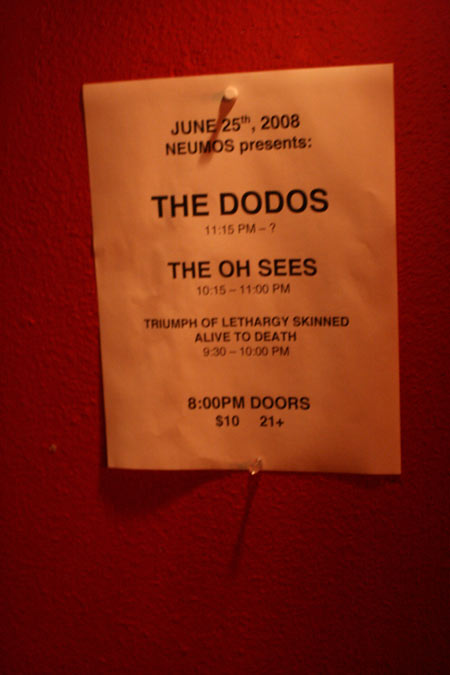 JUNE 25th, 2008
NEUMOS presents:
THE DODOS
11:15 PM – ?
THE OH SEES
10:15 – 11:00 PM
TRIUMPH OF LETHARGY SKINNED
ALIVE TO DEATH
9:30 – 10:00 PM
8:00PM DOORS
$10 21+